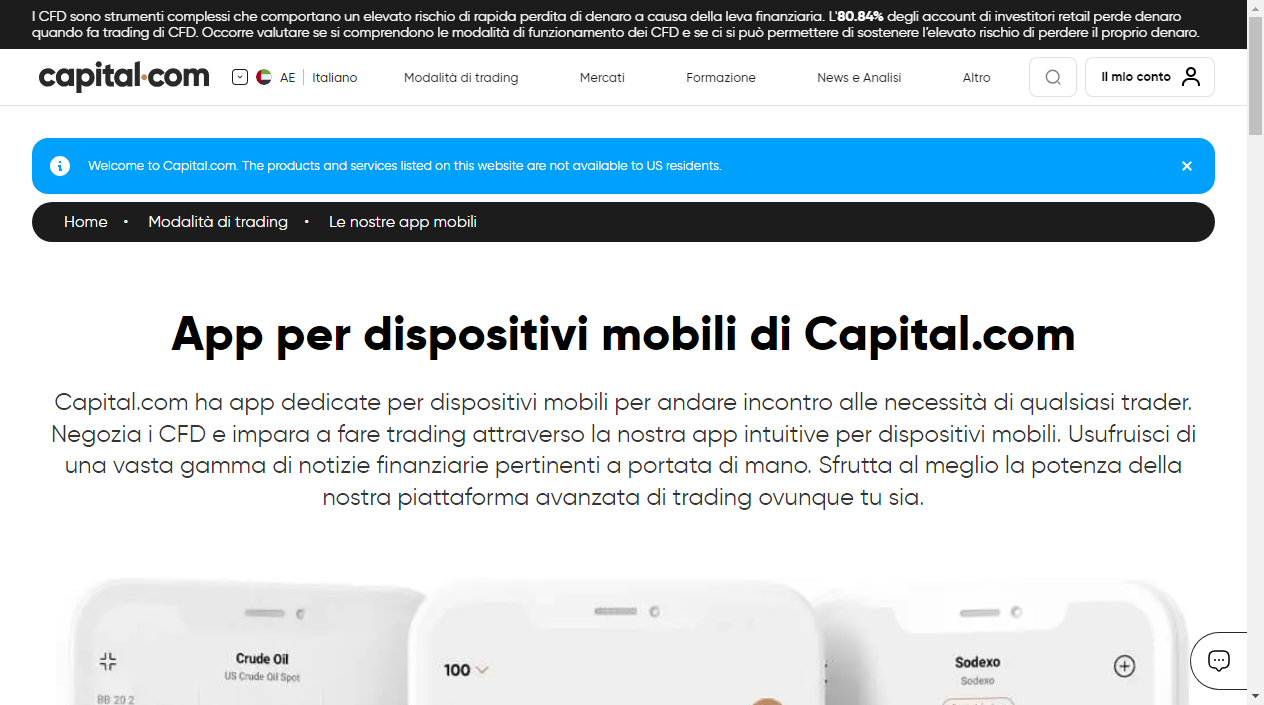 I CFD sono strumenti complessi che comportano un elevato rischio di rapida perdita di denaro a causa della leva finanziaria. L'80.84% degli account di investitori retail perde denaro
quando fa trading di CFD. Occorre valutare se si comprendono le modalità di funzionamento dei CFD e se ci si può permettere di sostenere l'elevato rischio di perdere il proprio denaro.
capital.com AE Italiano Modalità di trading Mercati Formazione News e Analisi Altro Il mio conto
Welcome to Capital.com. The products and services listed on this website are not available to US residents.
Home • Modalità di trading • Le nostre app mobili
App per dispositivi mobili di Capital.com
Capital.com ha app dedicate per dispositivi mobili per andare incontro alle necessità di qualsiasi trader.
Negozia i CFD e impara a fare trading attraverso la nostra app intuitive per dispositivi mobili. Usufruisci di
una vasta gamma di notizie finanziarie pertinenti a portata di mano. Sfrutta al meglio la potenza della
nostra piattaforma avanzata di trading ovunque tu sia.
Crude Oil
US Crude Oil Spot
BB 20 2
100
Sodexo
Sodexo